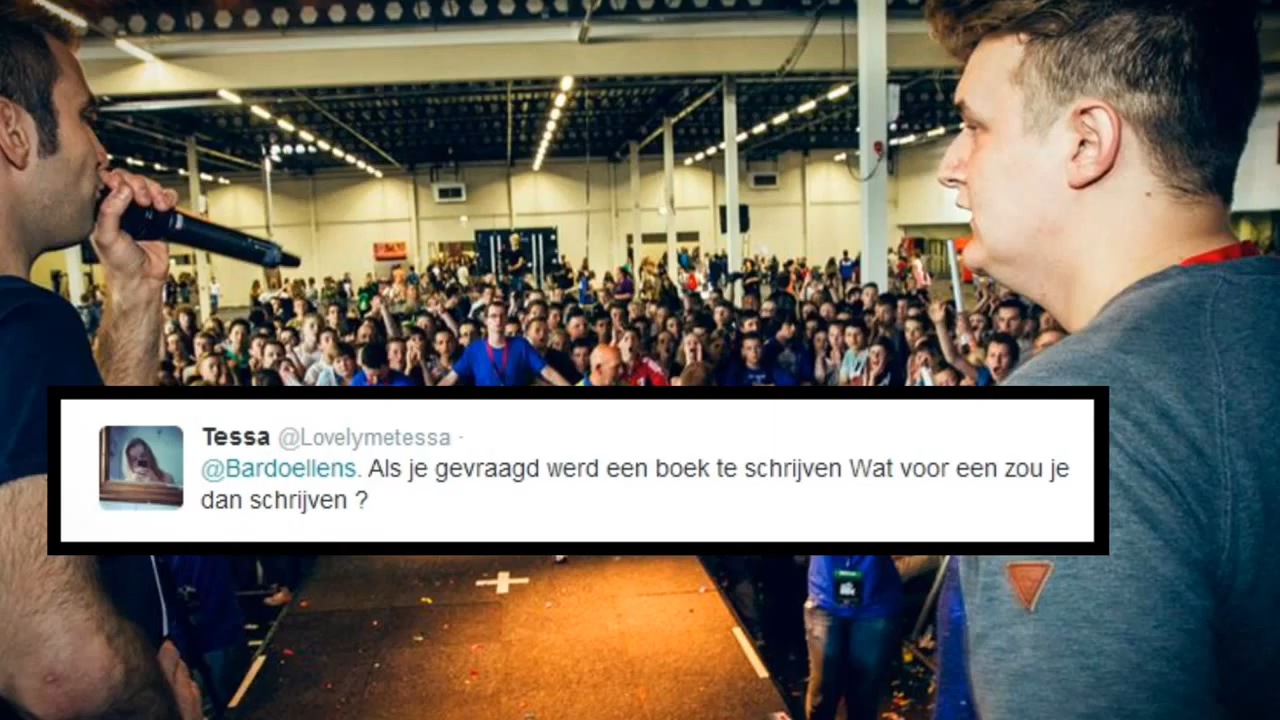 Tessa @Lovelymetessa ·
@Bardoellens. Als je gevraagd werd een boek te schrijven Wat voor een zou je
dan schrijven ?